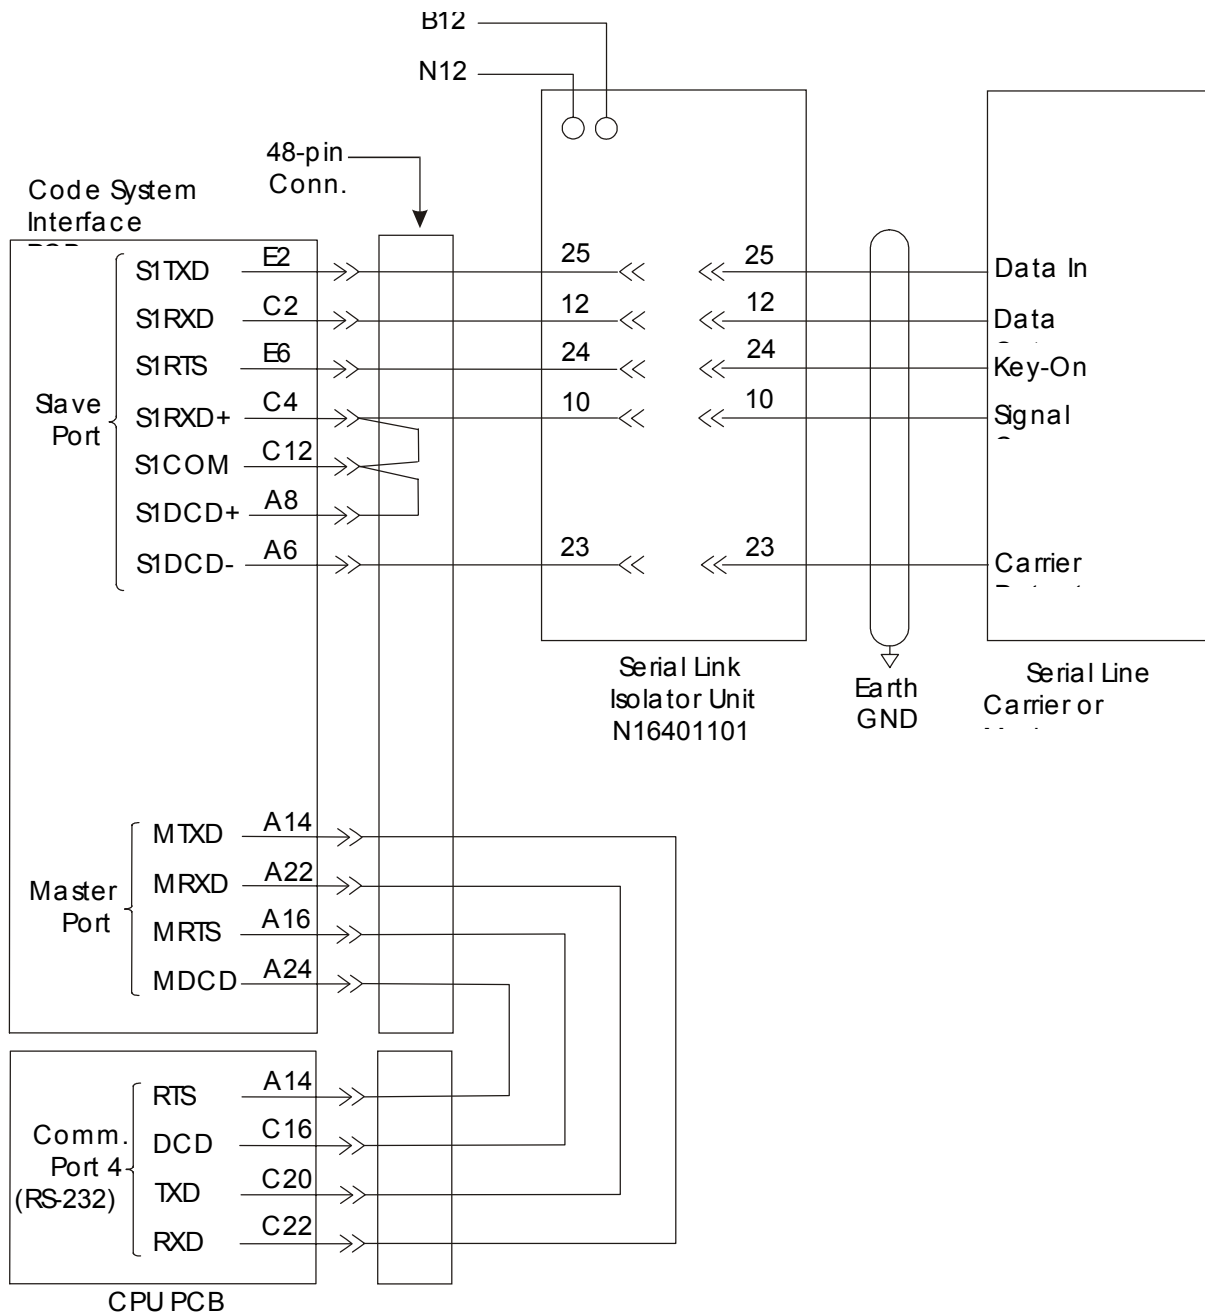 B12
N12
48-pin
Conn.
Code System
Interface
S1TXD E2 25 25 Data In
S1RXD C2 12 12 Data
S1RTS E6 24 24 Key-On
Slave
Port
S1RXD+ C4 10 10 Signal
S1COM C12
S1DCD+ A8
S1DCD- A6 23 23 Carrier
Serial Link
Isolator Unit
N16401101
Earth
GND
Serial Line
Carrier or
Master
Port
MTXD A14
MRXD A22
MRTS A16
MDCD A24
Comm.
Port 4
(RS-232)
RTS A14
DCD C16
TXD C20
RXD C22
CPU PCB